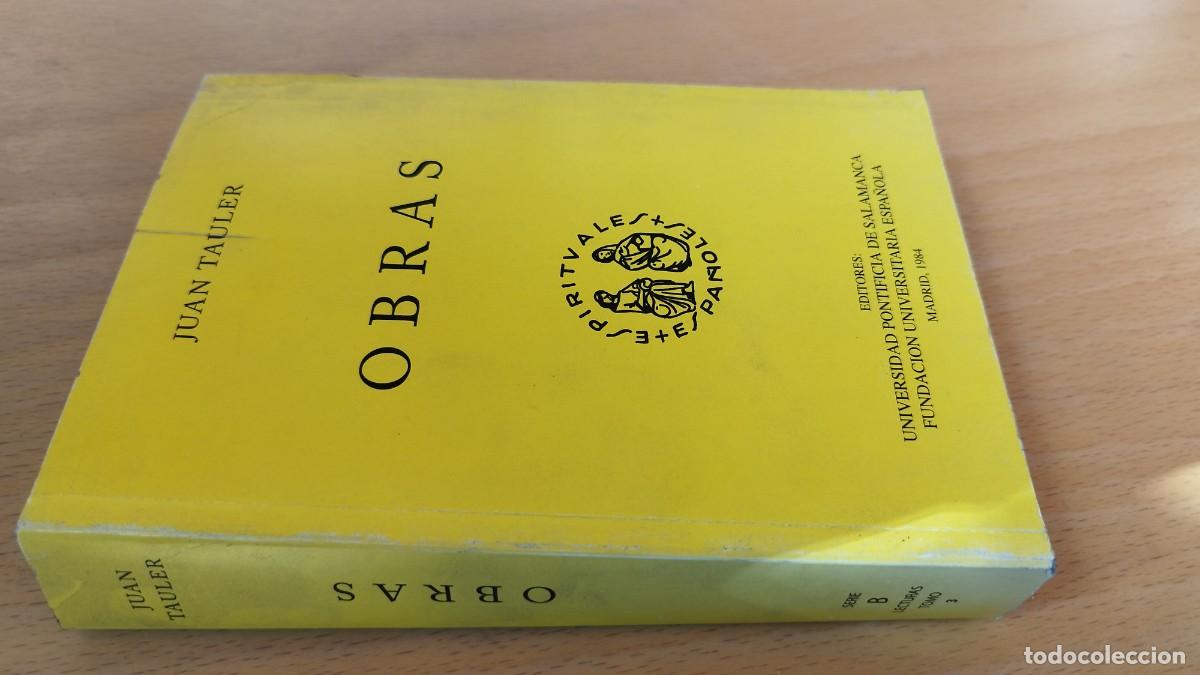 JUAN TAULER
OBRAS
ESPIRITVALES + ESPAÑOLES +
EDITORES:
UNIVERSIDAD PONTIFICIA DE SALAMANCA
FUNDACION UNIVERSITARIA ESPAÑOLA
MADRID, 1984
JUAN
TAULER
OBRAS
SERIE
B
LECTURAS
TOMO
3
todocoleccion